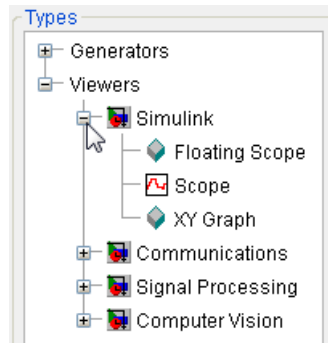 Types
Generators
Viewers
Simulink
Floating Scope
Scope
XY Graph
Communications
Signal Processing
Computer Vision